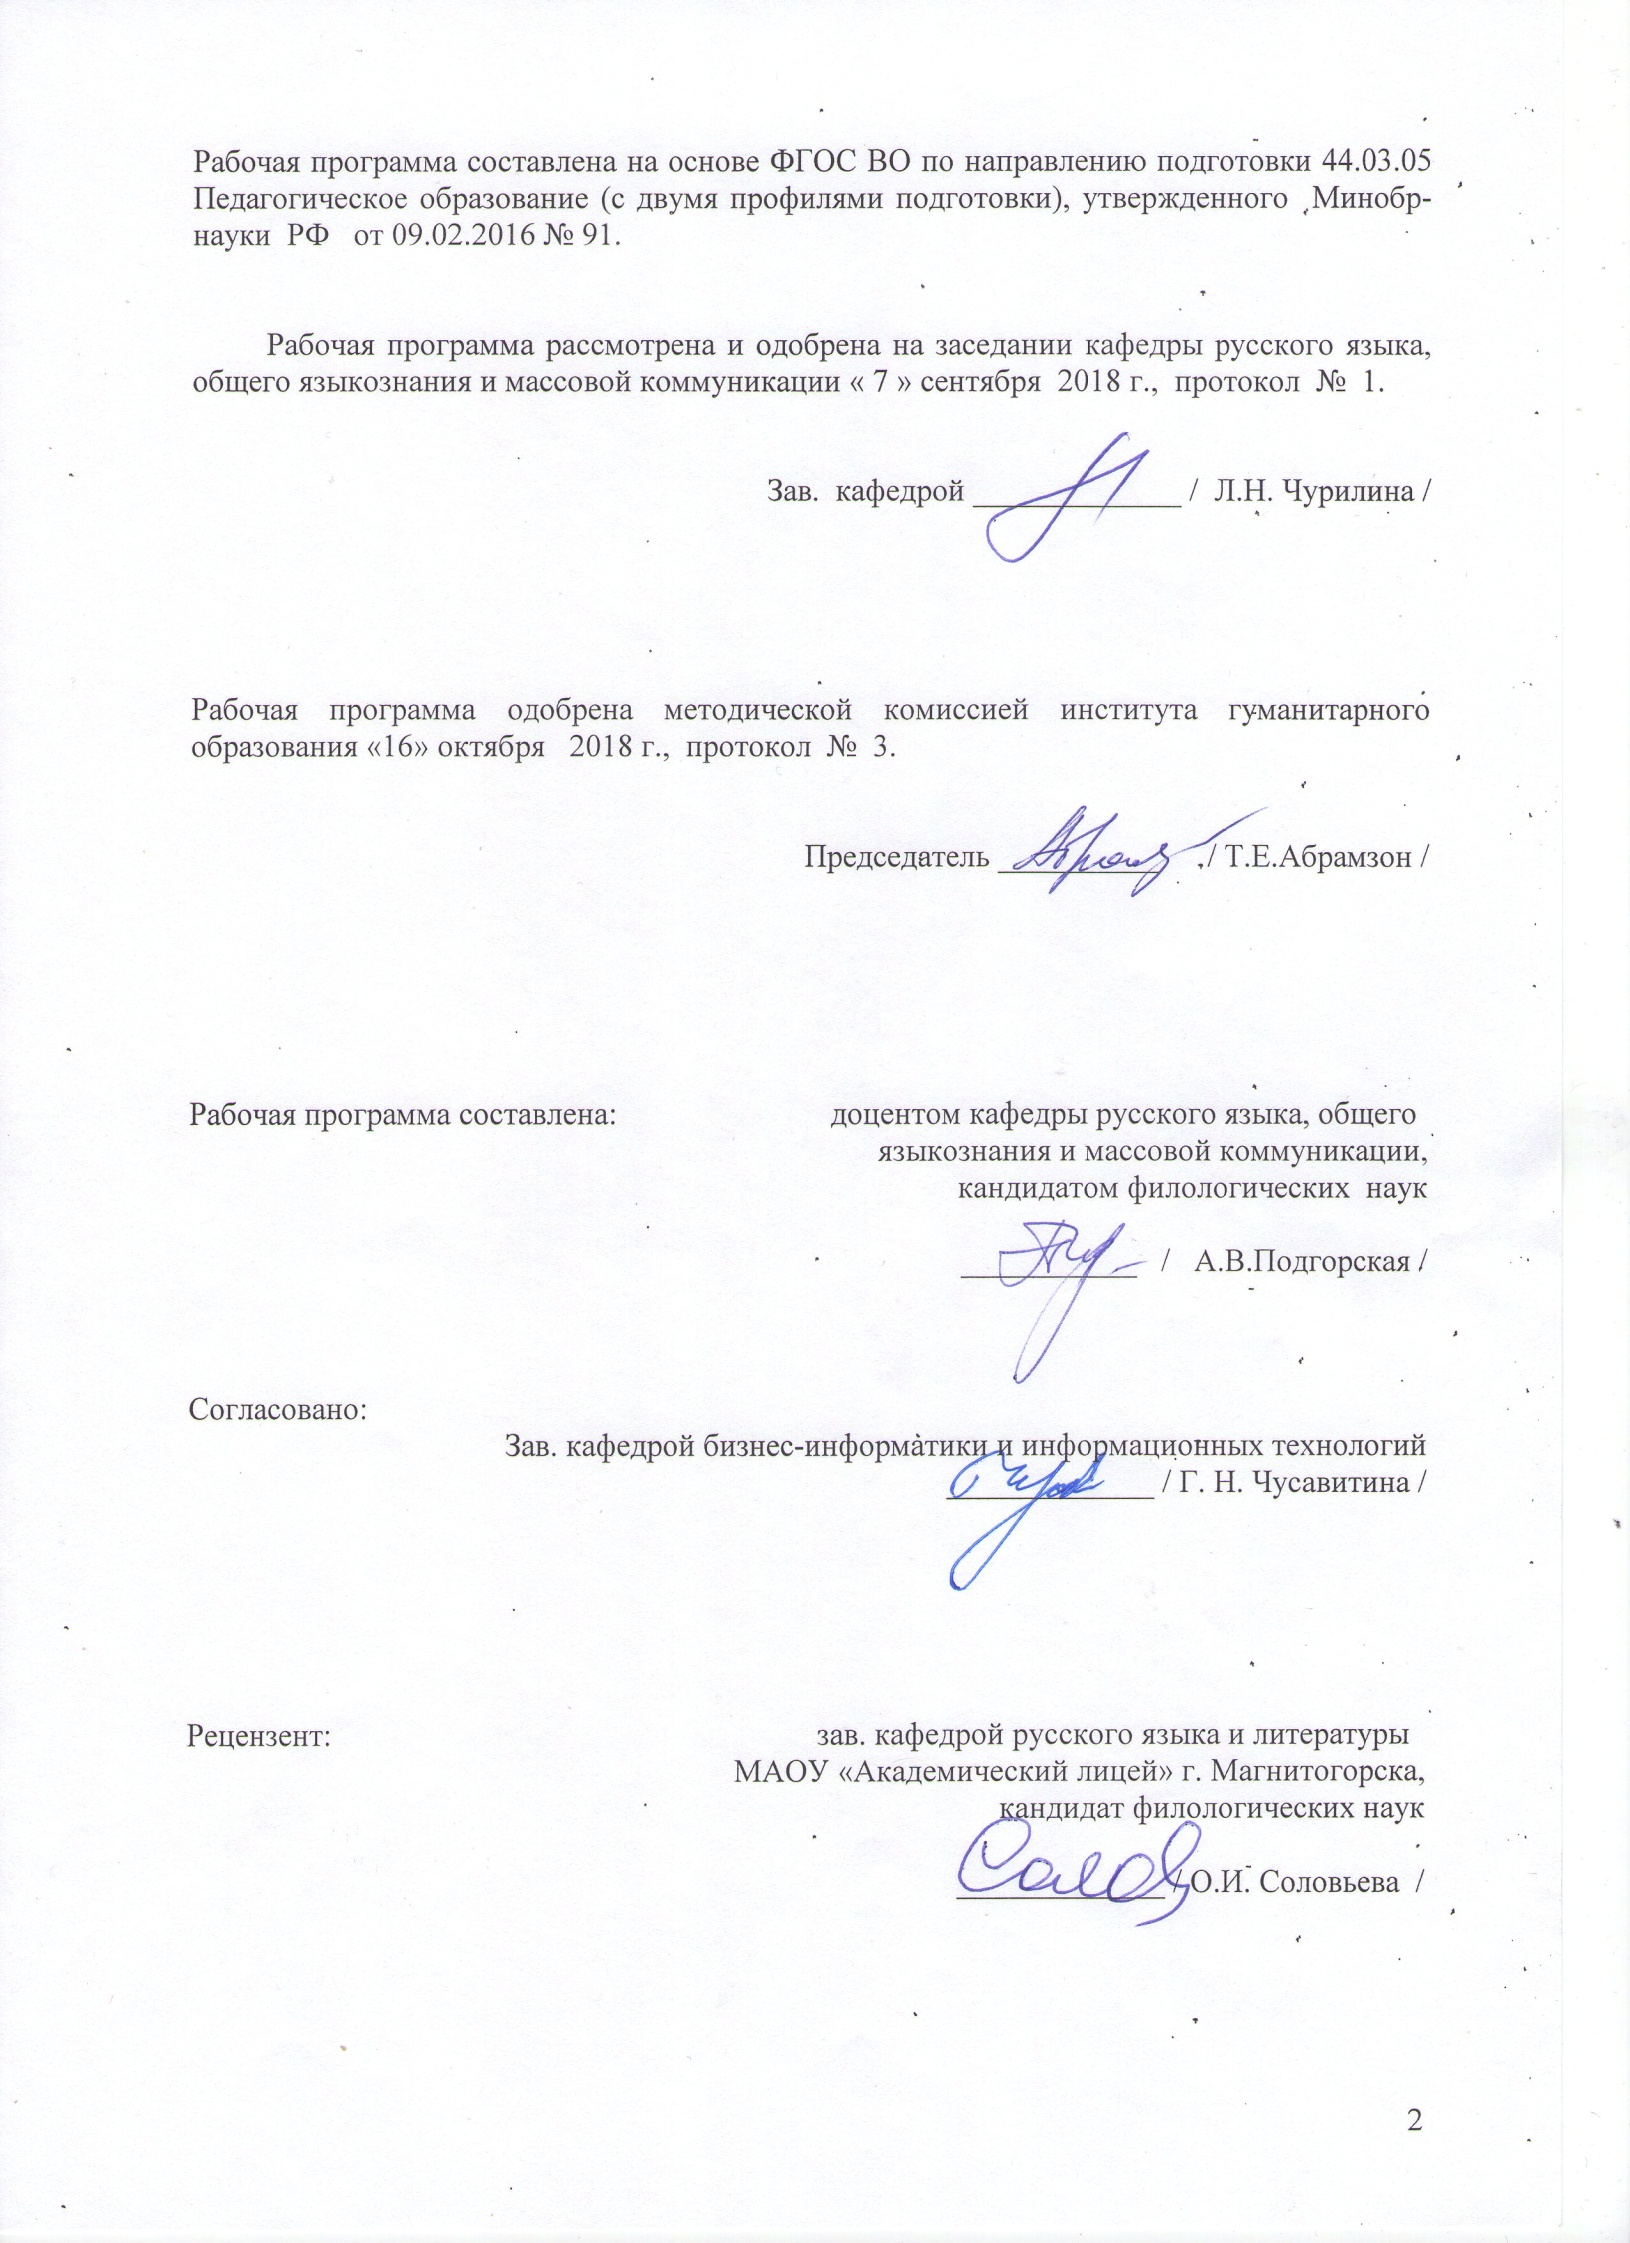 Рабочая программа составлена на основе ФГОС ВО по направлению подготовки 44.03.05
Педагогическое образование (с двумя профилями подготовки), утвержденного Минобр-
науки РФ от 09.02.2016 № 91.
Рабочая программа рассмотрена и одобрена на заседании кафедры русского языка,
общего языкознания и массовой коммуникации « 7 » сентября 2018 г., протокол № 1.
Зав. кафедрой _____________ / Л.Н. Чурилина /
Рабочая программа одобрена методической комиссией института гуманитарного
образования «16» октября 2018 г., протокол № 3.
Председатель _____________ / Т.Е.Абрамзон /
Рабочая программа составлена: доцентом кафедры русского языка, общего
языкознания и массовой коммуникации,
кандидатом филологических наук
___________ / А.В.Подгорская /
Согласовано:
Зав. кафедрой бизнес-информатики и информационных технологий
_____________ / Г. Н. Чусавитина /
Рецензент: зав. кафедрой русского языка и литературы
МАОУ «Академический лицей» г. Магнитогорска,
кандидат филологических наук
_____________ / О.И. Соловьева /
2